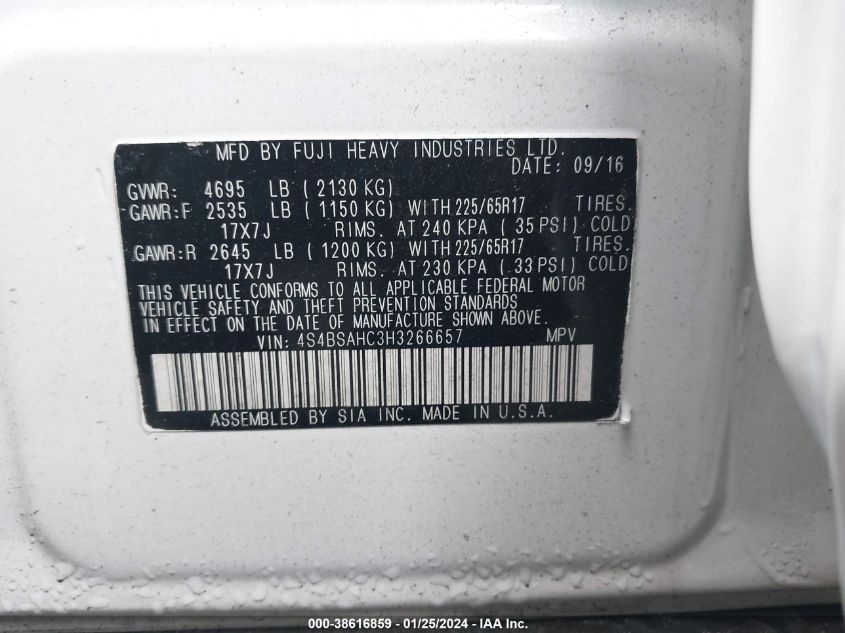 MFD BY FUJI HEAVY INDUSTRIES LTD.
DATE: 09/16
GVWR: 4695 LB ( 2130 KG)
GAWR:F 2535 LB ( 1150 KG) WITH 225/65R17 TIRES.
17X7J RIMS. AT 240 KPA ( 35 PSI) COLD
GAWR:R 2645 LB ( 1200 KG) WITH 225/65R17 TIRES.
17X7J RIMS. AT 230 KPA ( 33 PSI) COLD
THIS VEHICLE CONFORMS TO ALL APPLICABLE FEDERAL MOTOR
VEHICLE SAFETY AND THEFT PREVENTION STANDARDS
IN EFFECT ON THE DATE OF MANUFACTURE SHOWN ABOVE.
VIN: 4S4BSAHC3H3266657 MPV
ASSEMBLED BY SIA INC. MADE IN U.S.A.
000-38616859 - 01/25/2024 - IAA Inc.